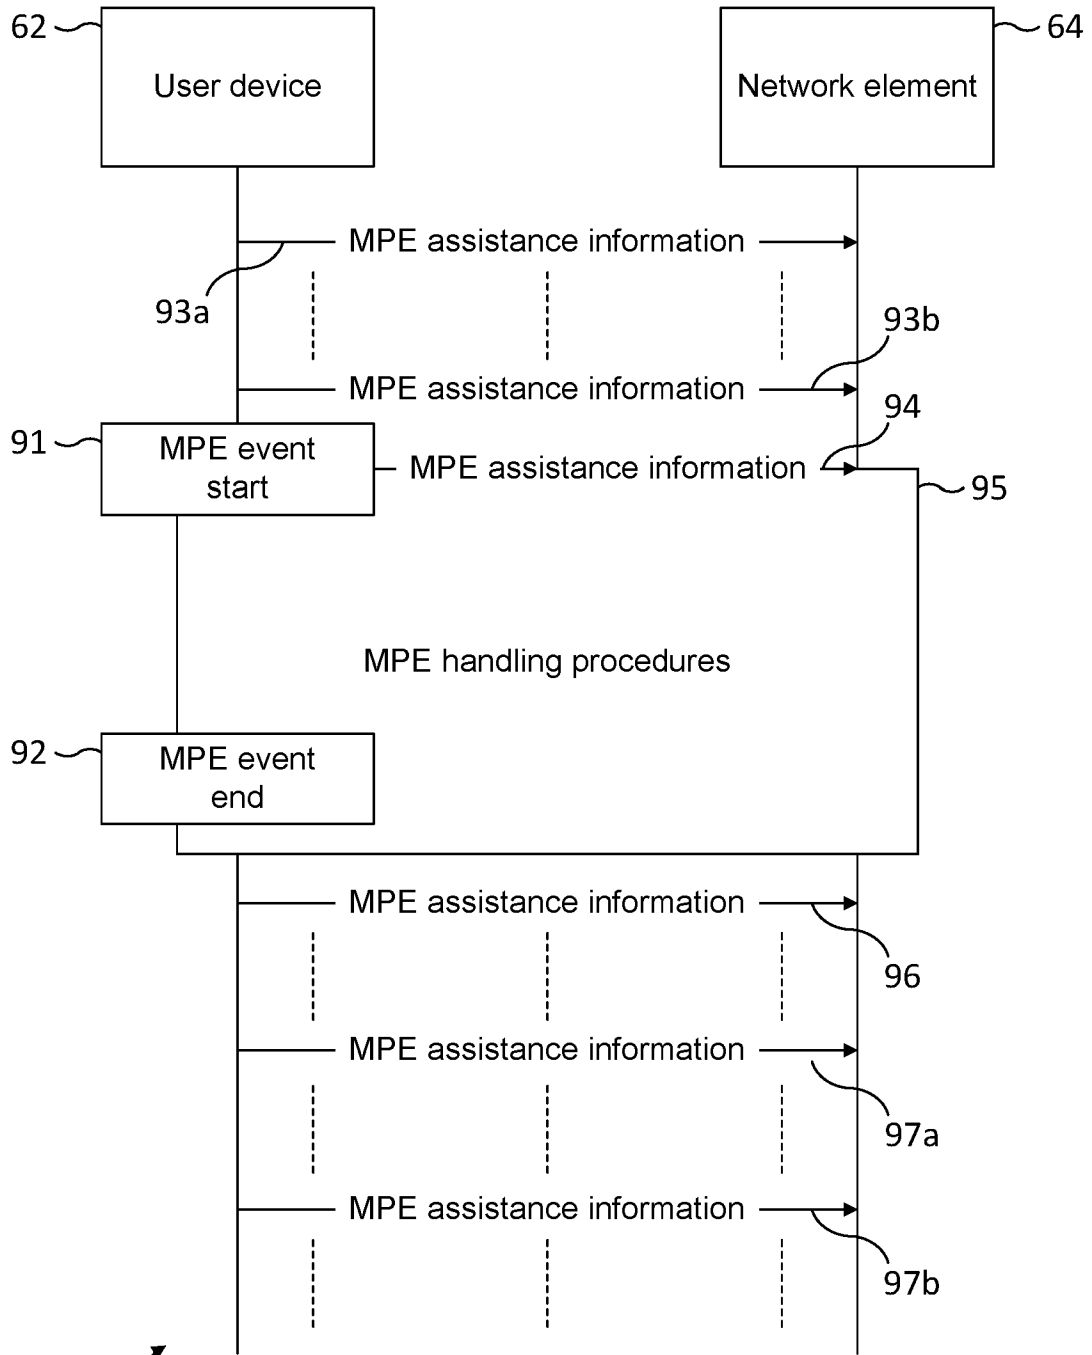 62
User device
Network element
64
MPE assistance information
93a
93b
MPE assistance information
94
91
MPE event
start
MPE assistance information
95
MPE handling procedures
92
MPE event
end
MPE assistance information
96
MPE assistance information
97a
MPE assistance information
97b